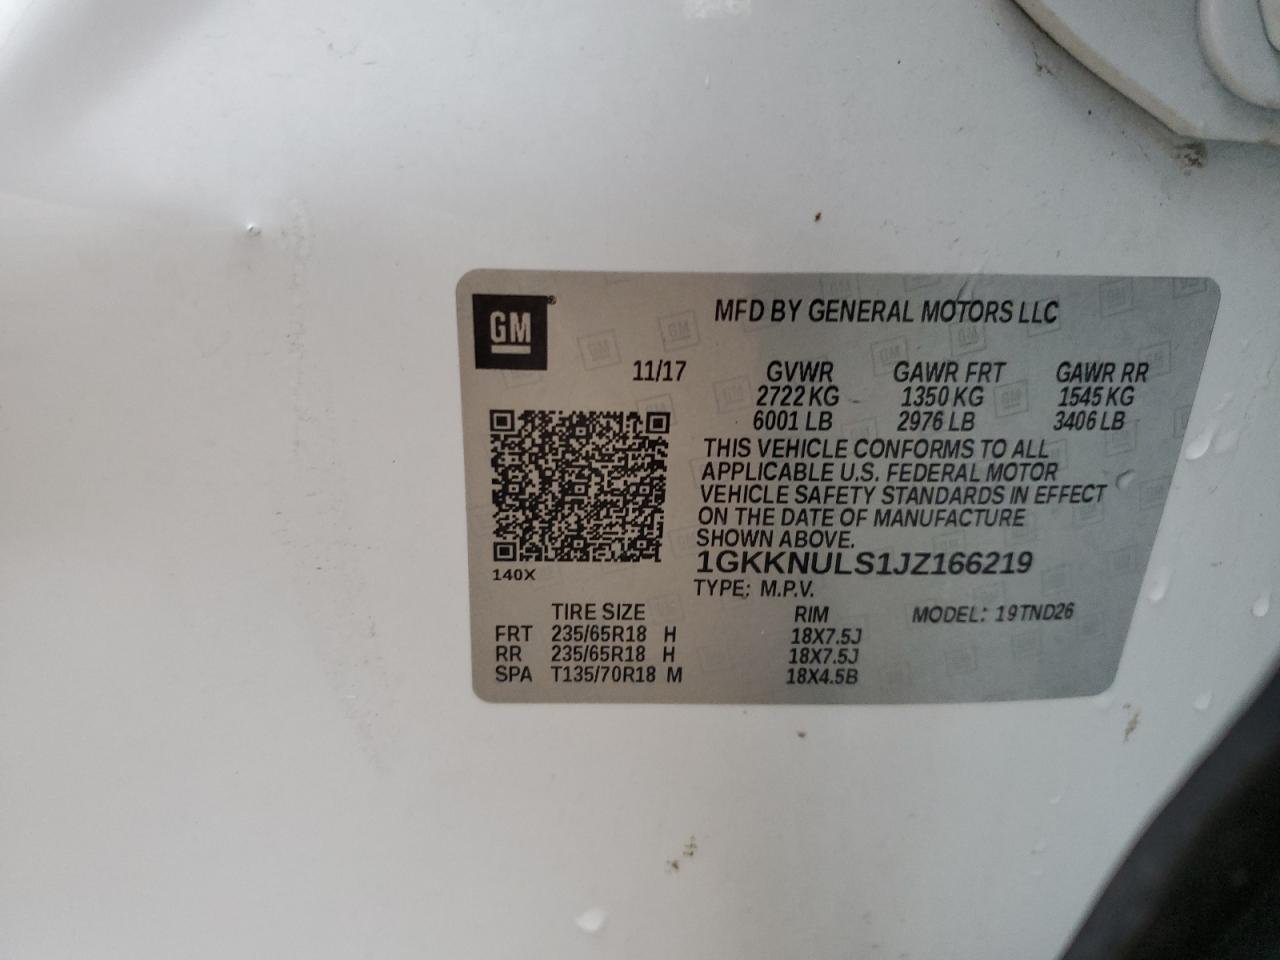 GM®
MFD BY GENERAL MOTORS LLC
11/17 GVWR GAWR FRT GAWR RR
2722 KG 1350 KG 1545 KG
6001 LB 2976 LB 3406 LB
THIS VEHICLE CONFORMS TO ALL
APPLICABLE U.S. FEDERAL MOTOR
VEHICLE SAFETY STANDARDS IN EFFECT
ON THE DATE OF MANUFACTURE
SHOWN ABOVE.
1GKKNULS1JZ166219
140X
TYPE: M.P.V.
TIRE SIZE RIM MODEL: 19TND26
FRT 235/65R18 H 18X7.5J
RR 235/65R18 H 18X7.5J
SPA T135/70R18 M 18X4.5B